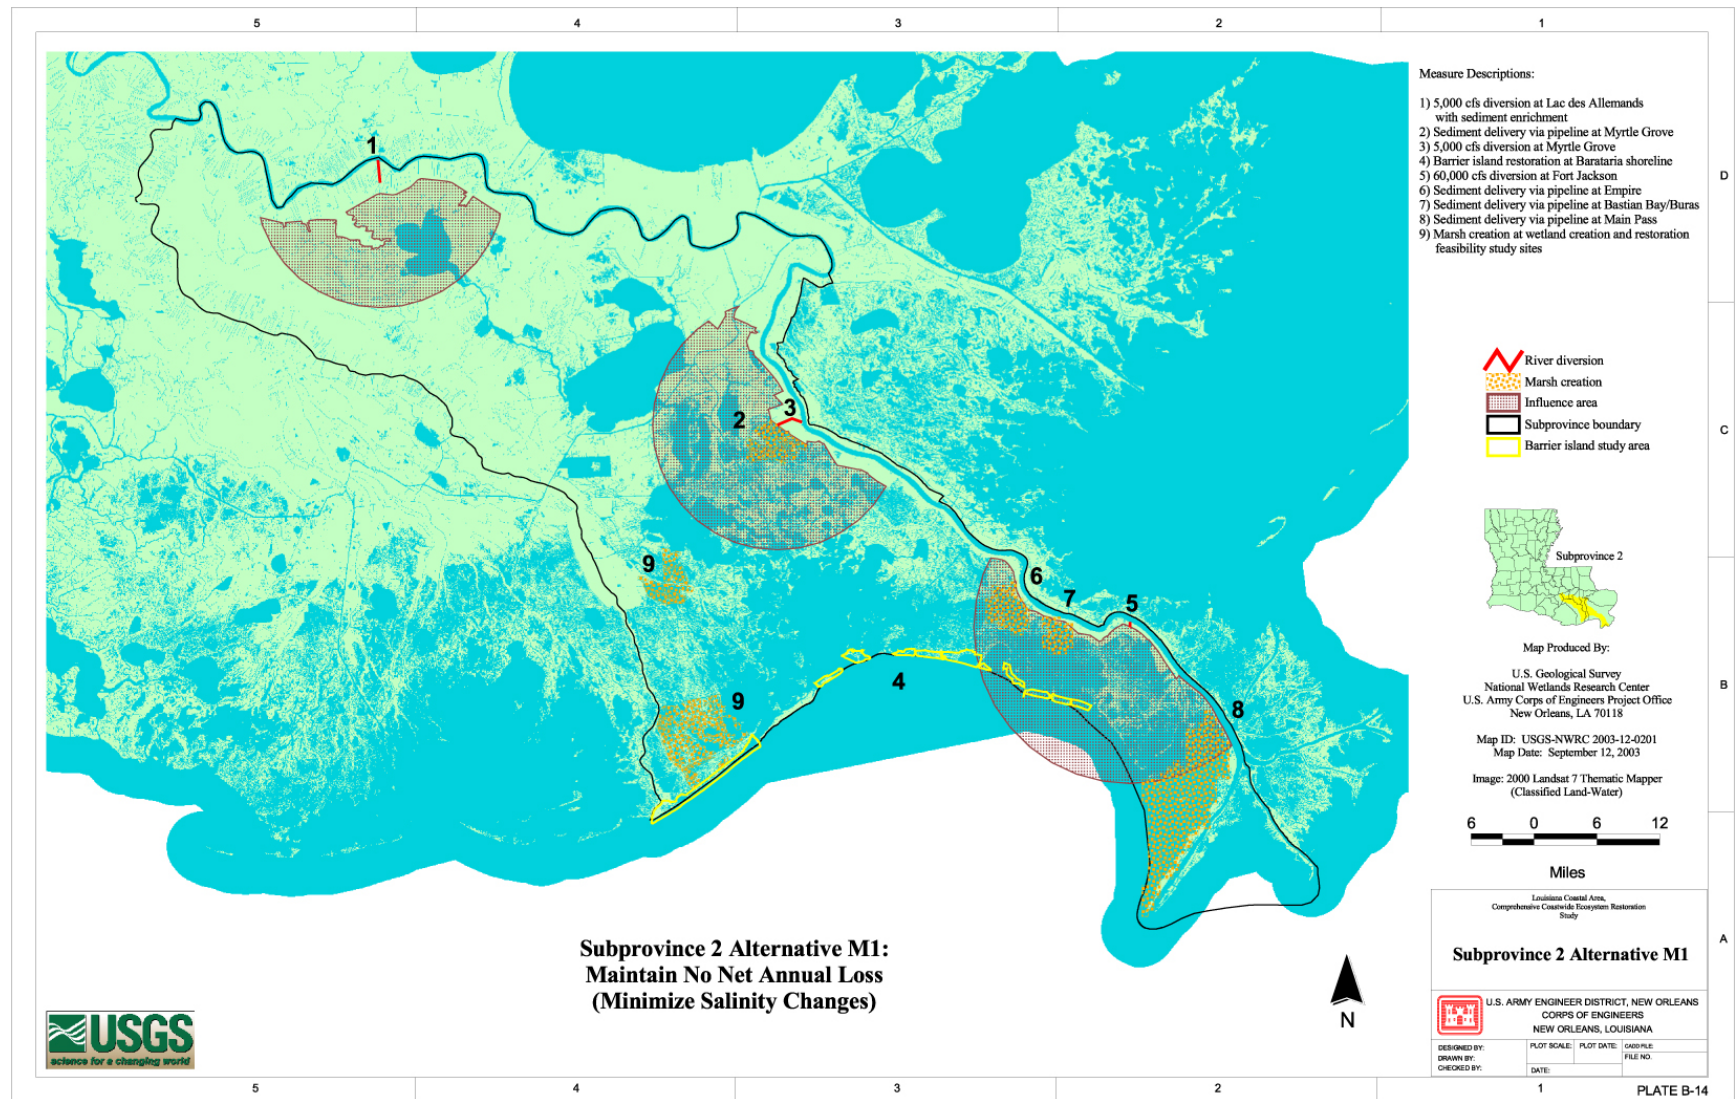 5 4 3 2 1
Measure Descriptions:
1) 5,000 cfs diversion at Lac des Allemands
with sediment enrichment
2) Sediment delivery via pipeline at Myrtle Grove
3) 5,000 cfs diversion at Myrtle Grove
4) Barrier island restoration at Barataria shoreline
5) 60,000 cfs diversion at Fort Jackson
6) Sediment delivery via pipeline at Empire
7) Sediment delivery via pipeline at Bastian Bay/Buras
8) Sediment delivery via pipeline at Main Pass
9) Marsh creation at wetland creation and restoration
feasibility study sites
D
1
River diversion
Marsh creation
Influence area
Subprovince boundary
Barrier island study area
2 3
C
Subprovince 2
9
6
7 5
4
9
8
B
Map Produced By:
U.S. Geological Survey
National Wetlands Research Center
U.S. Army Corps of Engineers Project Office
New Orleans, LA 70118
Map ID: USGS-NWRC 2003-12-0201
Map Date: September 12, 2003
Image: 2000 Landsat 7 Thematic Mapper
(Classified Land-Water)
6 0 6 12
Miles
Louisiana Coastal Area,
Comprehensive Coastwide Ecosystem Restoration
Study
A
Subprovince 2 Alternative M1
Subprovince 2 Alternative M1:
Maintain No Net Annual Loss
(Minimize Salinity Changes)
N
USGS
science for a changing world
U.S. ARMY ENGINEER DISTRICT, NEW ORLEANS
CORPS OF ENGINEERS
NEW ORLEANS, LOUISIANA
DESIGNED BY: PLOT SCALE: PLOT DATE: CADD FILE:
DRAWN BY: FILE NO.
CHECKED BY: DATE:
5 4 3 2 1
PLATE B-14